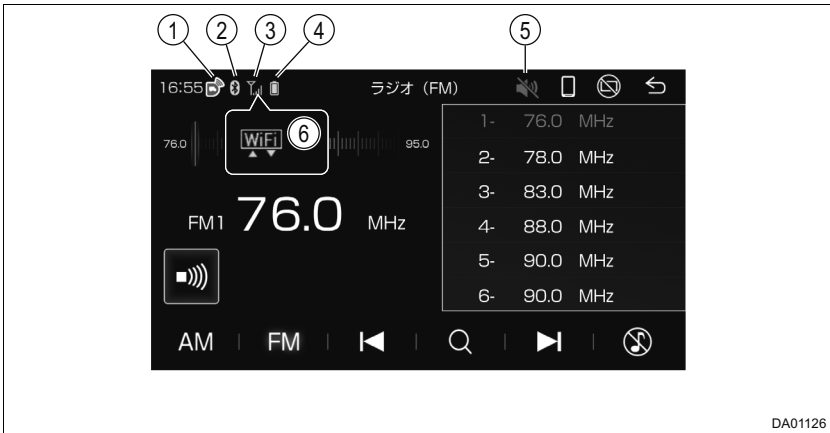 1 2 3 4 5
16:55 ラジオ (FM)
76.0 WiFi 6 95.0
FM1 76.0 MHz
1- 76.0 MHz
2- 78.0 MHz
3- 83.0 MHz
4- 88.0 MHz
5- 90.0 MHz
6- 90.0 MHz
AM FM
DA01126